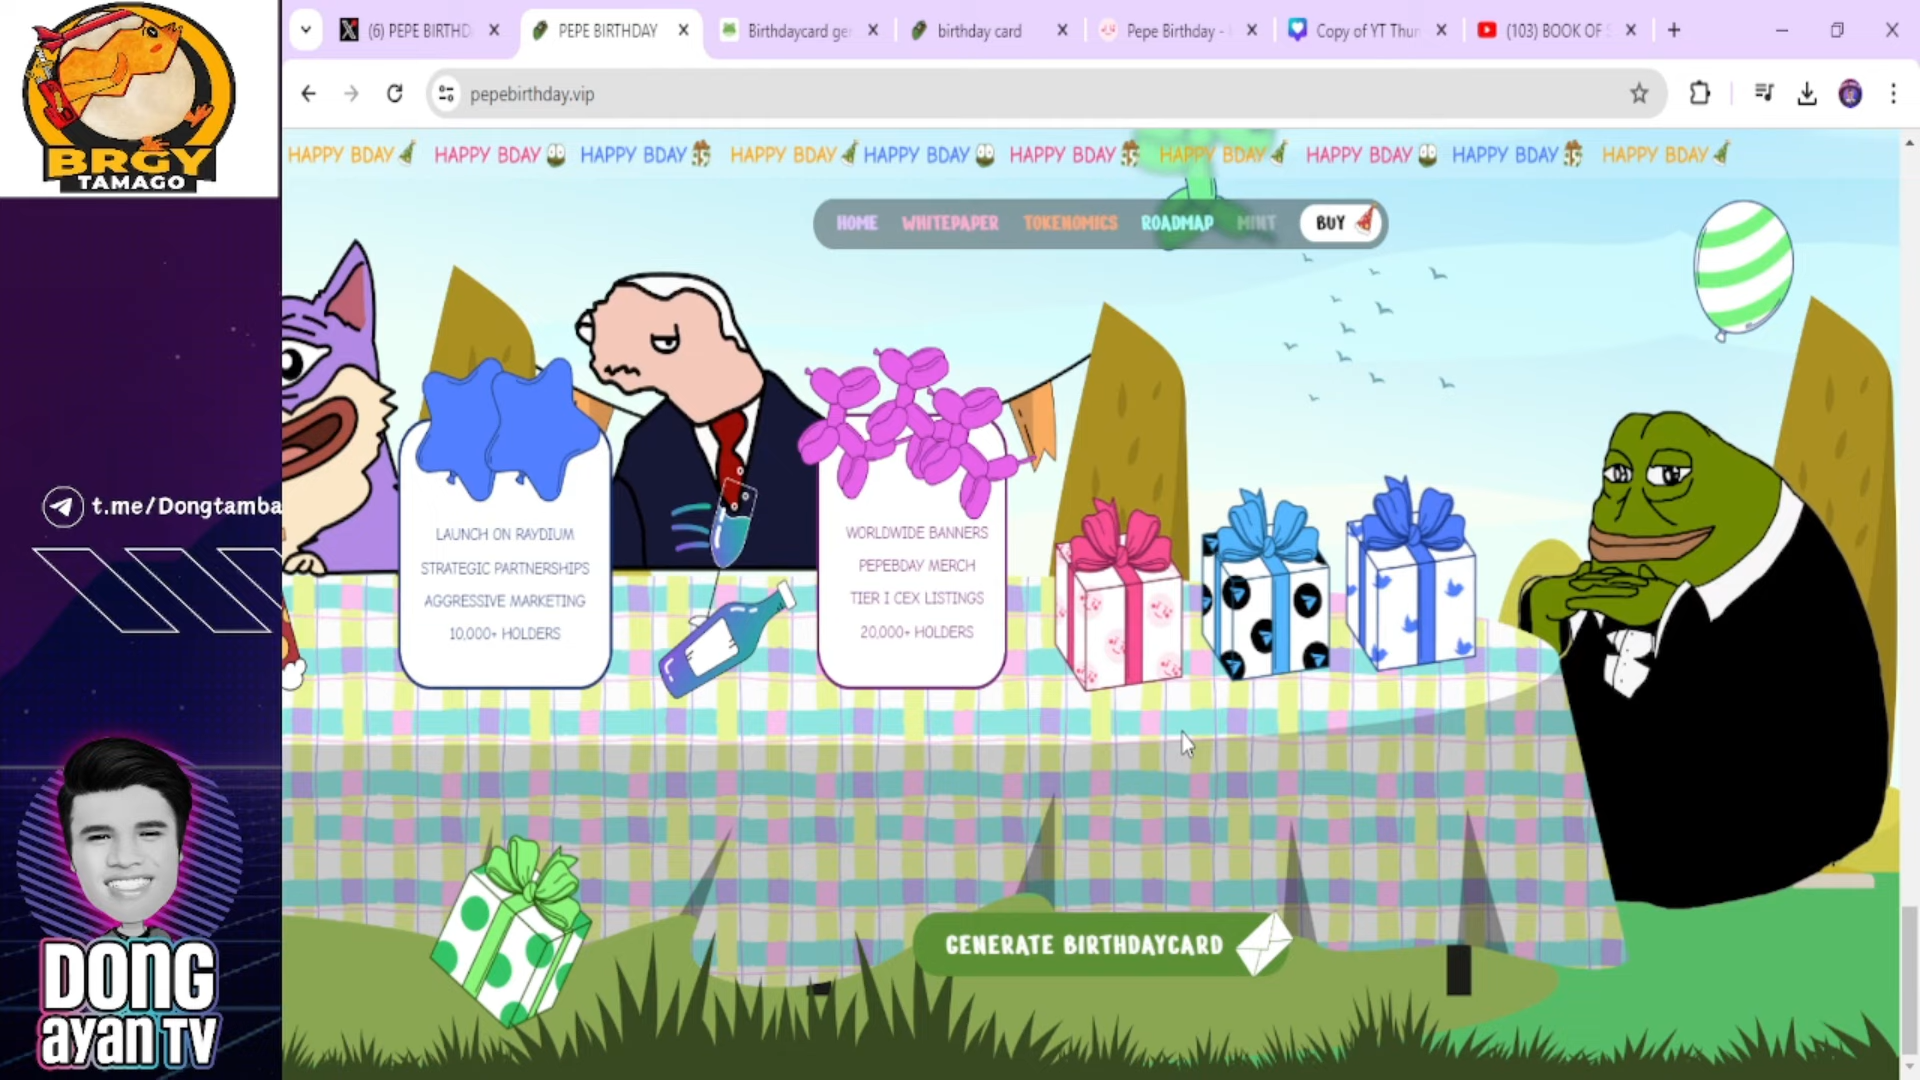 BRGY
TAMAGO
t.me/Dongtamba
DONG
ayan TV
(6) PEPE BIRTHD
PEPE BIRTHDAY
Birthdaycard ge
birthday card
Pepe Birthday -
Copy of YT Thu
(103) BOOK OF S
pepebirthday.vip
HAPPY BDAY HAPPY BDAY HAPPY BDAY HAPPY BDAY HAPPY BDAY HAPPY BDAY HAPPY BDAY HAPPY BDAY HAPPY BDAY HAPPY BDAY
HOME WHITEPAPER TOKENOMICS ROADMAP MINT BUY
LAUNCH ON RAYDIUM
STRATEGIC PARTNERSHIPS
AGGRESSIVE MARKETING
10,000+ HOLDERS
WORLDWIDE BANNERS
PEPEBDAY MERCH
TIER I CEX LISTINGS
20,000+ HOLDERS
GENERATE BIRTHDAYCARD